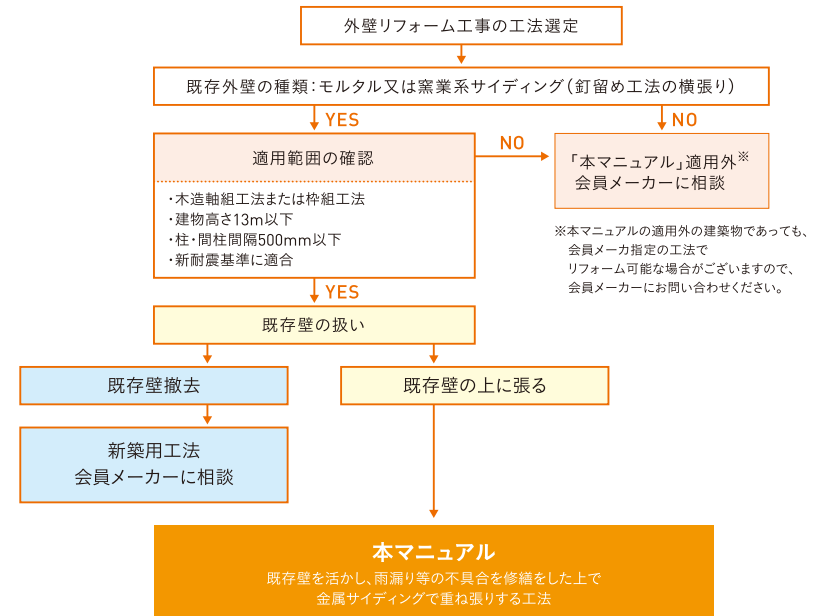 外壁リフォーム工事の工法選定
既存外壁の種類：モルタル又は窯業系サイディング（釘留め工法の横張り）
YES
NO
適用範囲の確認
・木造軸組工法または枠組工法
・建物高さ13m以下
・柱・間柱間隔500mm以下
・新耐震基準に適合
NO
「本マニュアル」適用外※
会員メーカーに相談
※本マニュアルの適用外の建築物であっても、
会員メーカ指定の工法で
リフォーム可能な場合がございますので、
会員メーカーにお問い合わせください。
YES
既存壁の扱い
既存壁撤去
既存壁の上に張る
新築用工法
会員メーカーに相談
本マニュアル
既存壁を活かし、雨漏り等の不具合を修繕をした上で
金属サイディングで重ね張りする工法